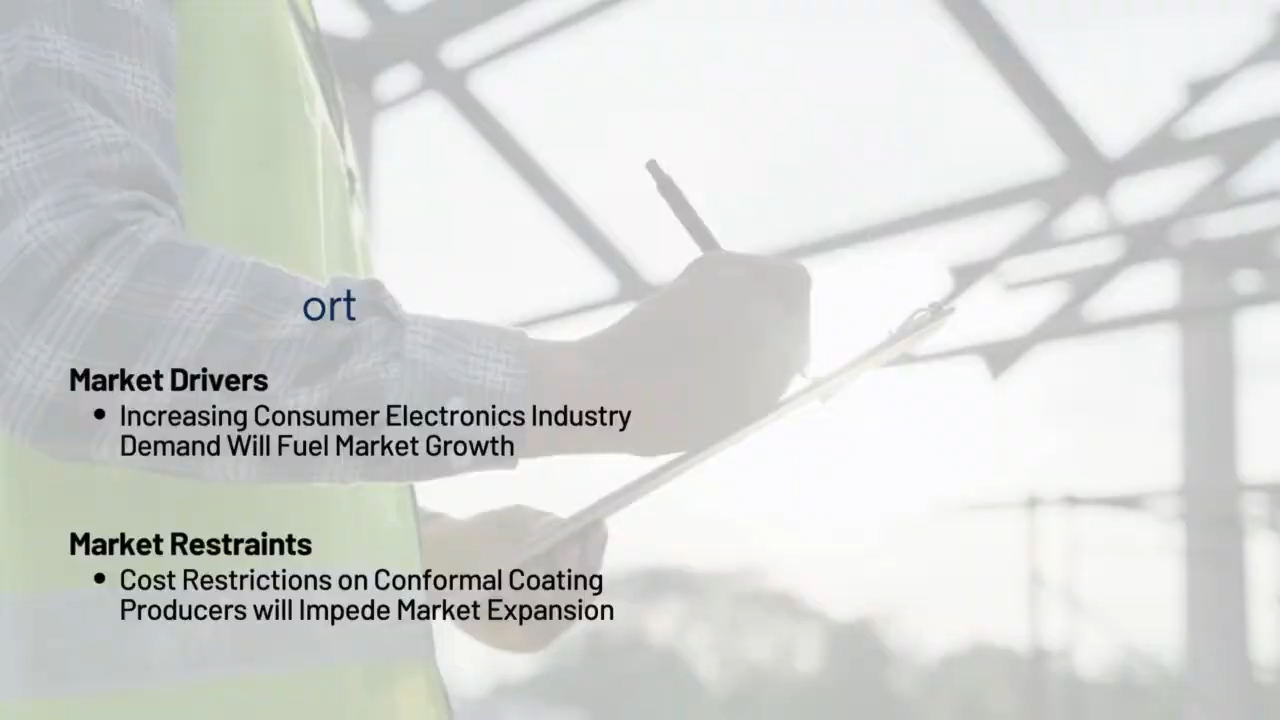 ort
Market Drivers
• Increasing Consumer Electronics Industry
Demand Will Fuel Market Growth
Market Restraints
• Cost Restrictions on Conformal Coating
Producers will Impede Market Expansion